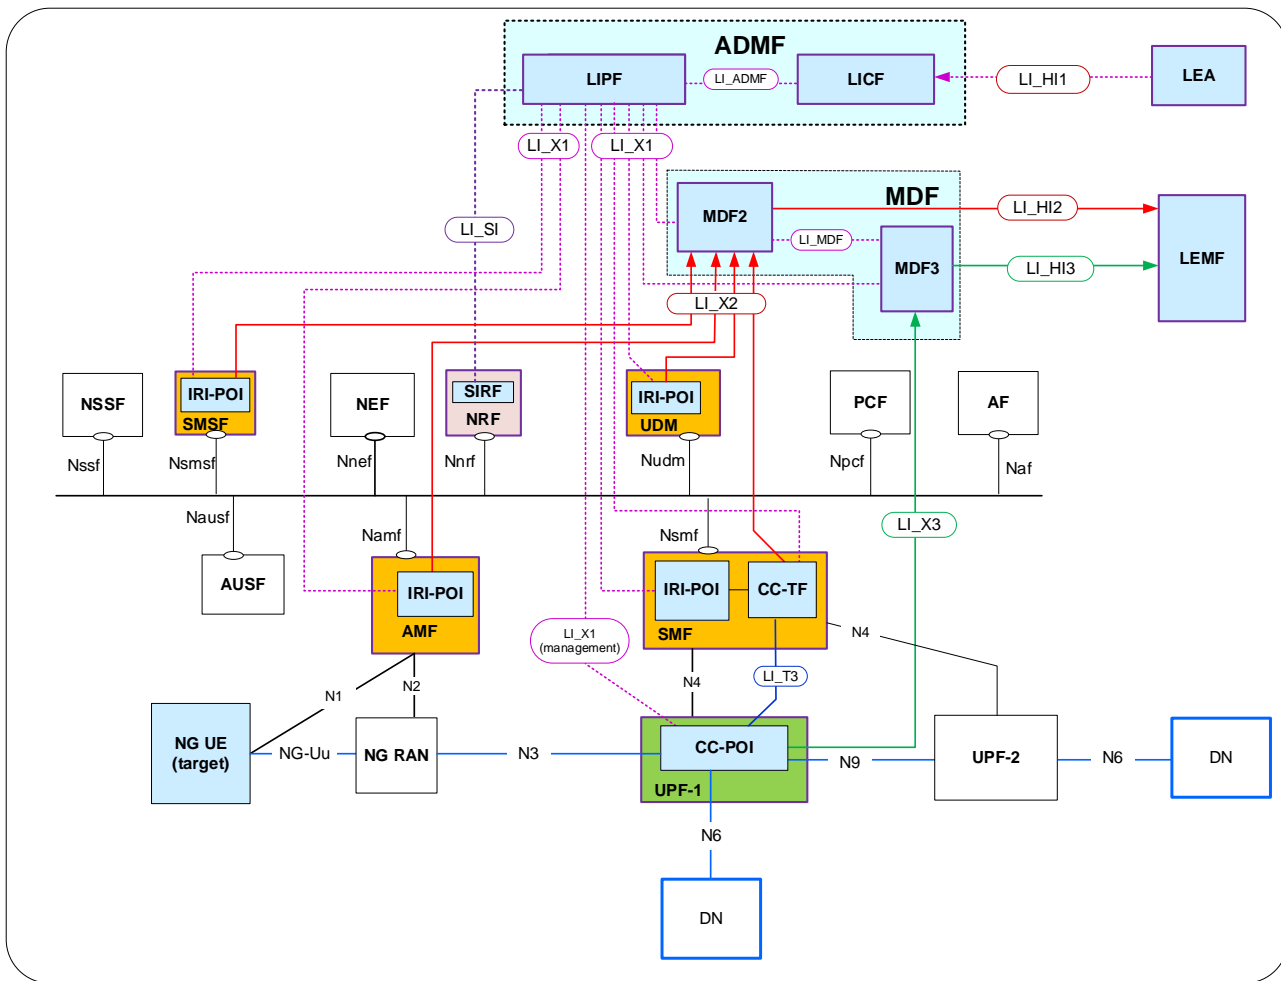 ADMF
LIPF
LI_ADMF
LICF
LI_HI1
LEA
LI_X1
LI_X1
MDF
MDF2
LI_HI2
LI_SI
LI_MDF
MDF3
LI_HI3
LEMF
LI_X2
NSSF
IRI-POI
SMSF
NEF
SIRF
NRF
IRI-POI
UDM
PCF
AF
Nssf
Nsmsf
Nnef
Nnrf
Nudm
Npcf
Naf
Nausf
Namf
Nsmf
LI_X3
AUSF
IRI-POI
AMF
IRI-POI
CC-TF
SMF
LI_X1
(management)
N4
N1
N2
N4
LI_T3
NG UE
(target)
NG-Uu
NG RAN
N3
CC-POI
UPF-1
N9
UPF-2
N6
DN
N6
DN